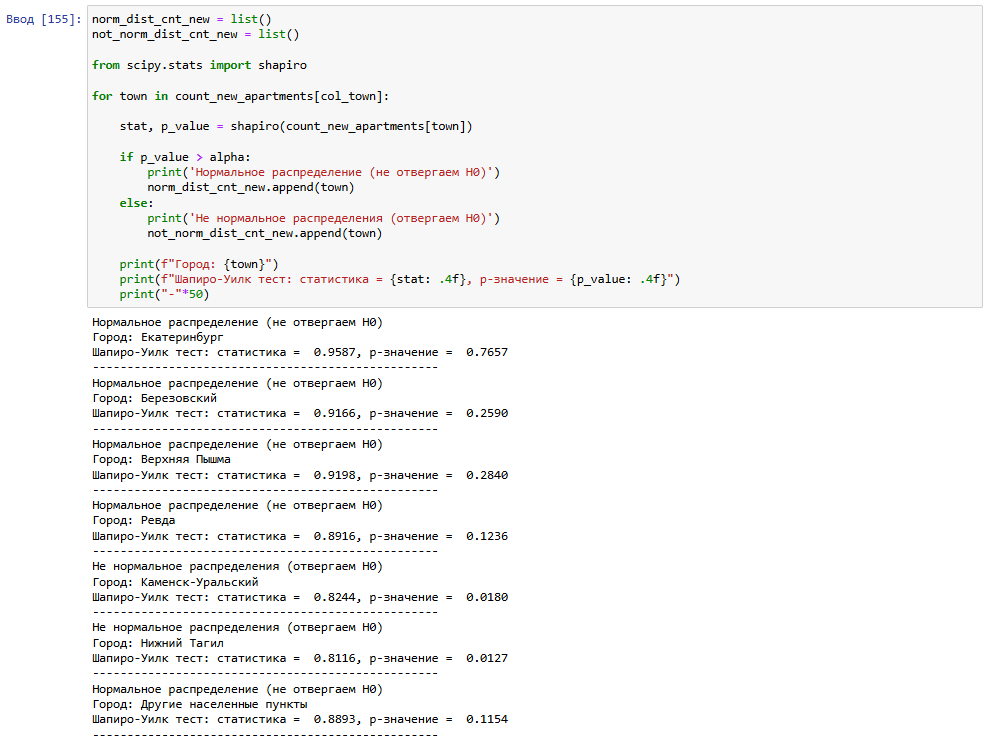 Ввод [155]:
norm_dist_cnt_new = list()
not_norm_dist_cnt_new = list()
from scipy.stats import shapiro
for town in count_new_apartments[col_town]:
stat, p_value = shapiro(count_new_apartments[town])
if p_value > alpha:
print('Нормальное распределение (не отвергаем H0)')
norm_dist_cnt_new.append(town)
else:
print('Не нормальное распределения (отвергаем H0)')
not_norm_dist_cnt_new.append(town)
print(f"Город: {town}")
print(f"Шапиро-Уилк тест: статистика = {stat: .4f}, p-значение = {p_value: .4f}")
print("-"*50)
Нормальное распределение (не отвергаем H0)
Город: Екатеринбург
Шапиро-Уилк тест: статистика =  0.9587, p-значение =  0.7657
--------------------------------------------------
Нормальное распределение (не отвергаем H0)
Город: Березовский
Шапиро-Уилк тест: статистика =  0.9166, p-значение =  0.2590
--------------------------------------------------
Нормальное распределение (не отвергаем H0)
Город: Верхняя Пышма
Шапиро-Уилк тест: статистика =  0.9198, p-значение =  0.2840
--------------------------------------------------
Нормальное распределение (не отвергаем H0)
Город: Ревда
Шапиро-Уилк тест: статистика =  0.8916, p-значение =  0.1236
--------------------------------------------------
Не нормальное распределения (отвергаем H0)
Город: Каменск-Уральский
Шапиро-Уилк тест: статистика =  0.8244, p-значение =  0.0180
--------------------------------------------------
Не нормальное распределения (отвергаем H0)
Город: Нижний Тагил
Шапиро-Уилк тест: статистика =  0.8116, p-значение =  0.0127
--------------------------------------------------
Нормальное распределение (не отвергаем H0)
Город: Другие населенные пункты
Шапиро-Уилк тест: статистика =  0.8893, p-значение =  0.1154
--------------------------------------------------